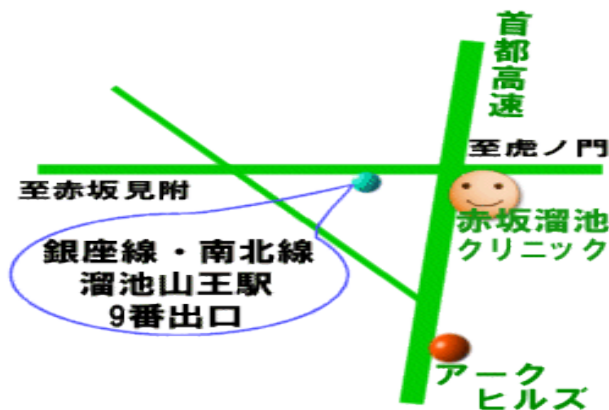 首都高速
至虎ノ門
至赤坂見附
赤坂溜池
クリニック
銀座線・南北線
溜池山王駅
9番出口
アーク
ヒルズ